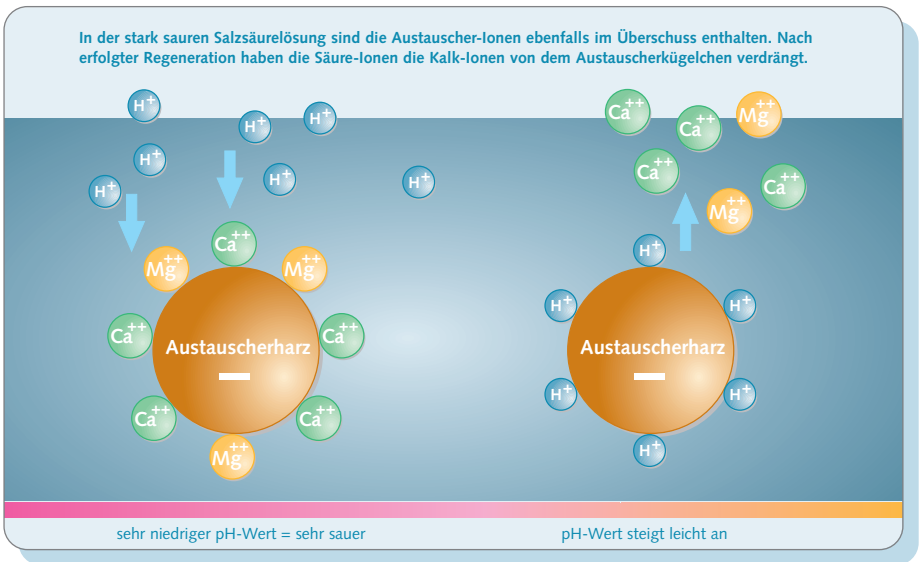 In der stark sauren Salzsäurelösung sind die Austauscher-Ionen ebenfalls im Überschuss enthalten. Nach
erfolgter Regeneration haben die Säure-Ionen die Kalk-Ionen von dem Austauscherkügelchen verdrängt.
H+
H+
H+
H+
H+
H+
H+
Ca++
Mg++
Mg++
Ca++
Ca++
Ca++
Ca++
Mg++
Austauscherharz
–
Ca++
Ca++
Mg++
Ca++
Ca++
Mg++
H+
H+
H+
H+
H+
H+
Austauscherharz
–
sehr niedriger pH-Wert = sehr sauer
pH-Wert steigt leicht an